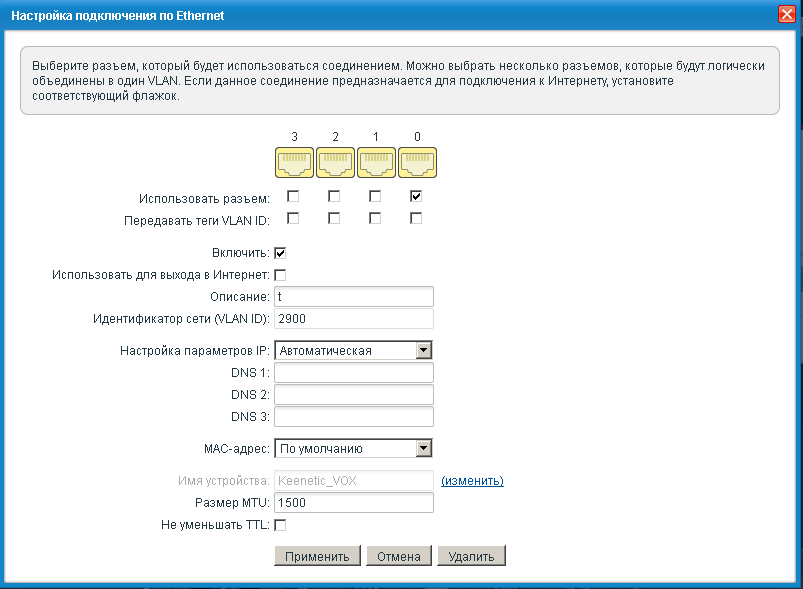 Настройка подключения по Ethernet
Выберите разъем, который будет использоваться соединением. Можно выбрать несколько разъемов, которые будут логически
объединены в один VLAN. Если данное соединение предназначается для подключения к Интернету, установите
соответствующий флажок.
3 2 1 0
Использовать разъем:
Передавать теги VLAN ID:
Включить:
Использовать для выхода в Интернет:
Описание: t
Идентификатор сети (VLAN ID): 2900
Настройка параметров IP: Автоматическая
DNS 1:
DNS 2:
DNS 3:
MAC-адрес: По умолчанию
Имя устройства: Keenetic_VOX (изменить)
Размер MTU: 1500
Не уменьшать TTL:
Применить Отмена Удалить